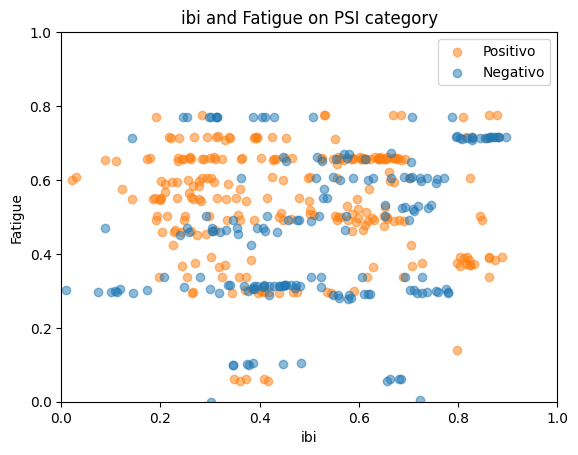 ibi and Fatigue on PSI category
Positivo
Negativo
1.0
0.8
0.6
0.4
0.2
0.0
Fatigue
0.0 0.2 0.4 0.6 0.8 1.0
ibi